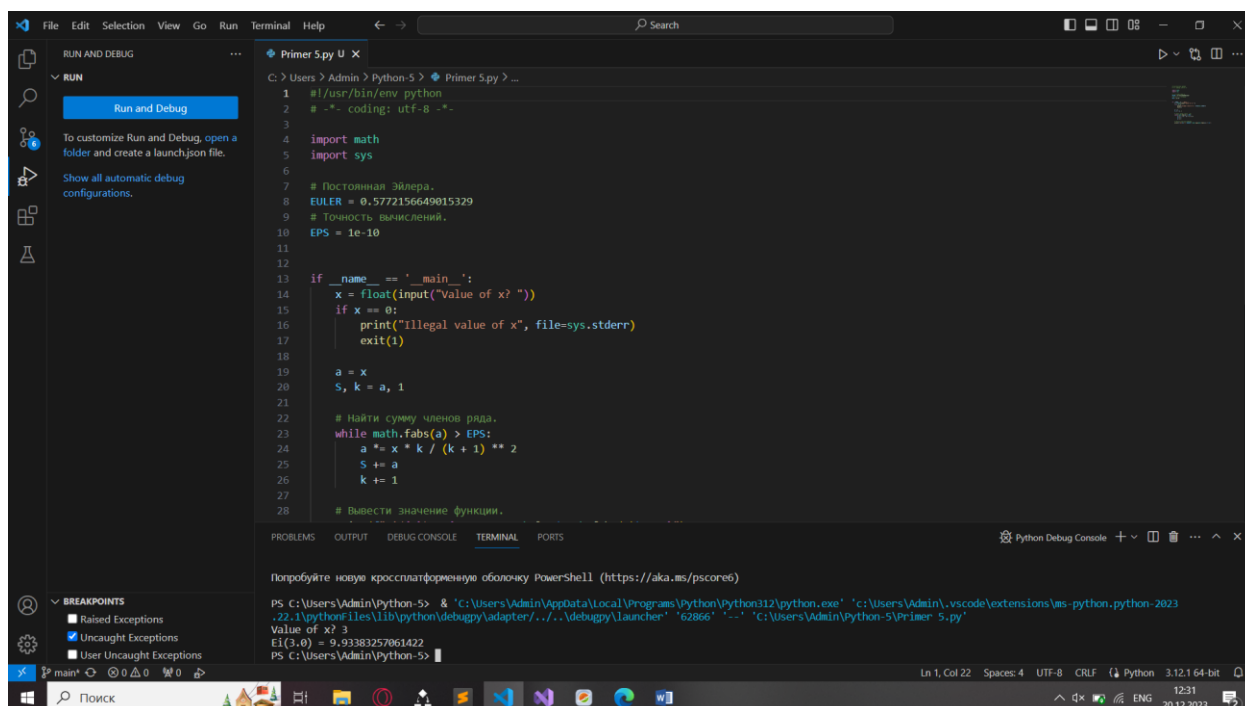 File Edit Selection View Go Run Terminal Help
Search
RUN AND DEBUG
RUN
Run and Debug
To customize Run and Debug, open a
folder and create a launch.json file.
Show all automatic debug
configurations.
Primer 5.py U
C: > Users > Admin > Python-5 > Primer 5.py > ...
1 #!/usr/bin/env python
2 # -*- coding: utf-8 -*-
3
4 import math
5 import sys
6
7 # Постоянная Эйлера.
8 EULER = 0.5772156649015329
9 # Точность вычислений.
10 EPS = 1e-10
11
12
13 if __name__ == '__main__':
14 x = float(input("Value of x? "))
15 if x == 0:
16 print("Illegal value of x", file=sys.stderr)
17 exit(1)
18
19 a = x
20 S, k = a, 1
21
22 # Найти сумму членов ряда.
23 while math.fabs(a) > EPS:
24 a *= x * k / (k + 1) ** 2
25 S += a
26 k += 1
27
28 # Вывести значение функции.
PROBLEMS OUTPUT DEBUG CONSOLE TERMINAL PORTS
Python Debug Console
Попробуйте новую кроссплатформенную оболочку PowerShell (https://aka.ms/pscore6)
PS C:\Users\Admin\Python-5> & 'C:\Users\Admin\AppData\Local\Programs\Python\Python312\python.exe' 'c:\Users\Admin\.vscode\extensions\ms-python.python-2023
.22.1\pythonFiles\lib\python\debugpy\adapter/../..\debugpy\launcher' '62866' '--' 'C:\Users\Admin\Python-5\Primer 5.py'
Value of x? 3
Ei(3.0) = 9.93383257061422
PS C:\Users\Admin\Python-5>
BREAKPOINTS
Raised Exceptions
Uncaught Exceptions
User Uncaught Exceptions
6
main* 0 0 0
Ln 1, Col 22 Spaces: 4 UTF-8 CRLF Python 3.12.1 64-bit
Поиск
ENG
12:31
20.12.2023